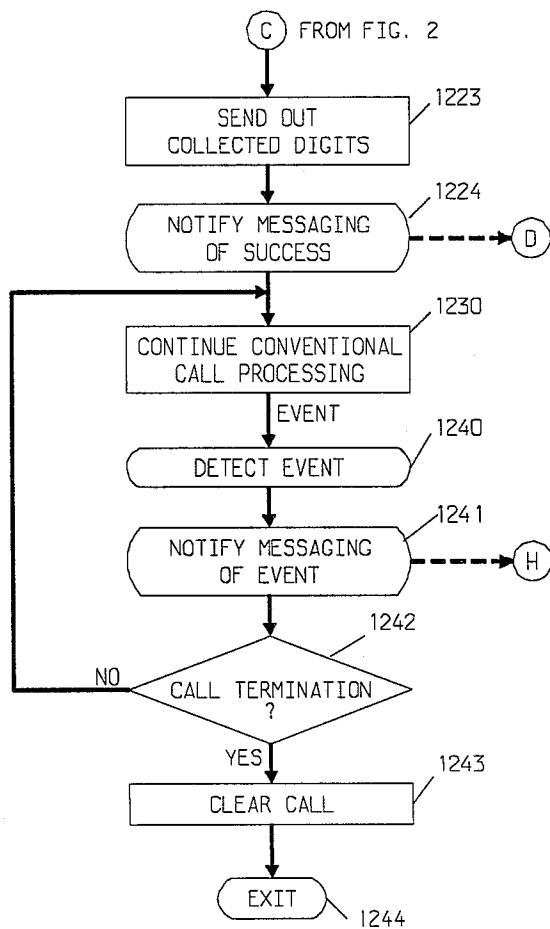 C FROM FIG. 2
1223
SEND OUT
COLLECTED DIGITS
1224
NOTIFY MESSAGING
OF SUCCESS
D
1230
CONTINUE CONVENTIONAL
CALL PROCESSING
EVENT
1240
DETECT EVENT
1241
NOTIFY MESSAGING
OF EVENT
H
1242
NO
CALL TERMINATION
?
YES
1243
CLEAR CALL
EXIT
1244